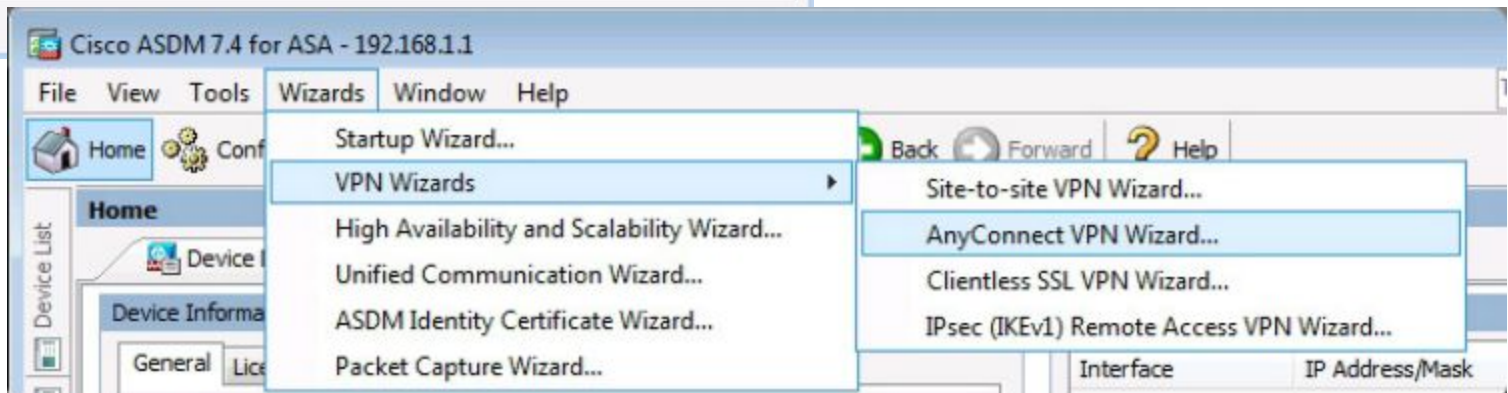 Cisco ASDM 7.4 for ASA - 192.168.1.1
File View Tools Wizards Window Help
Home Conf Back Forward Help
Startup Wizard...
VPN Wizards
High Availability and Scalability Wizard...
Unified Communication Wizard...
ASDM Identity Certificate Wizard...
Packet Capture Wizard...
Site-to-site VPN Wizard...
AnyConnect VPN Wizard...
Clientless SSL VPN Wizard...
IPsec (IKEv1) Remote Access VPN Wizard...
Device List
Home
Device
Device Informa
General Lice
Interface IP Address/Mask